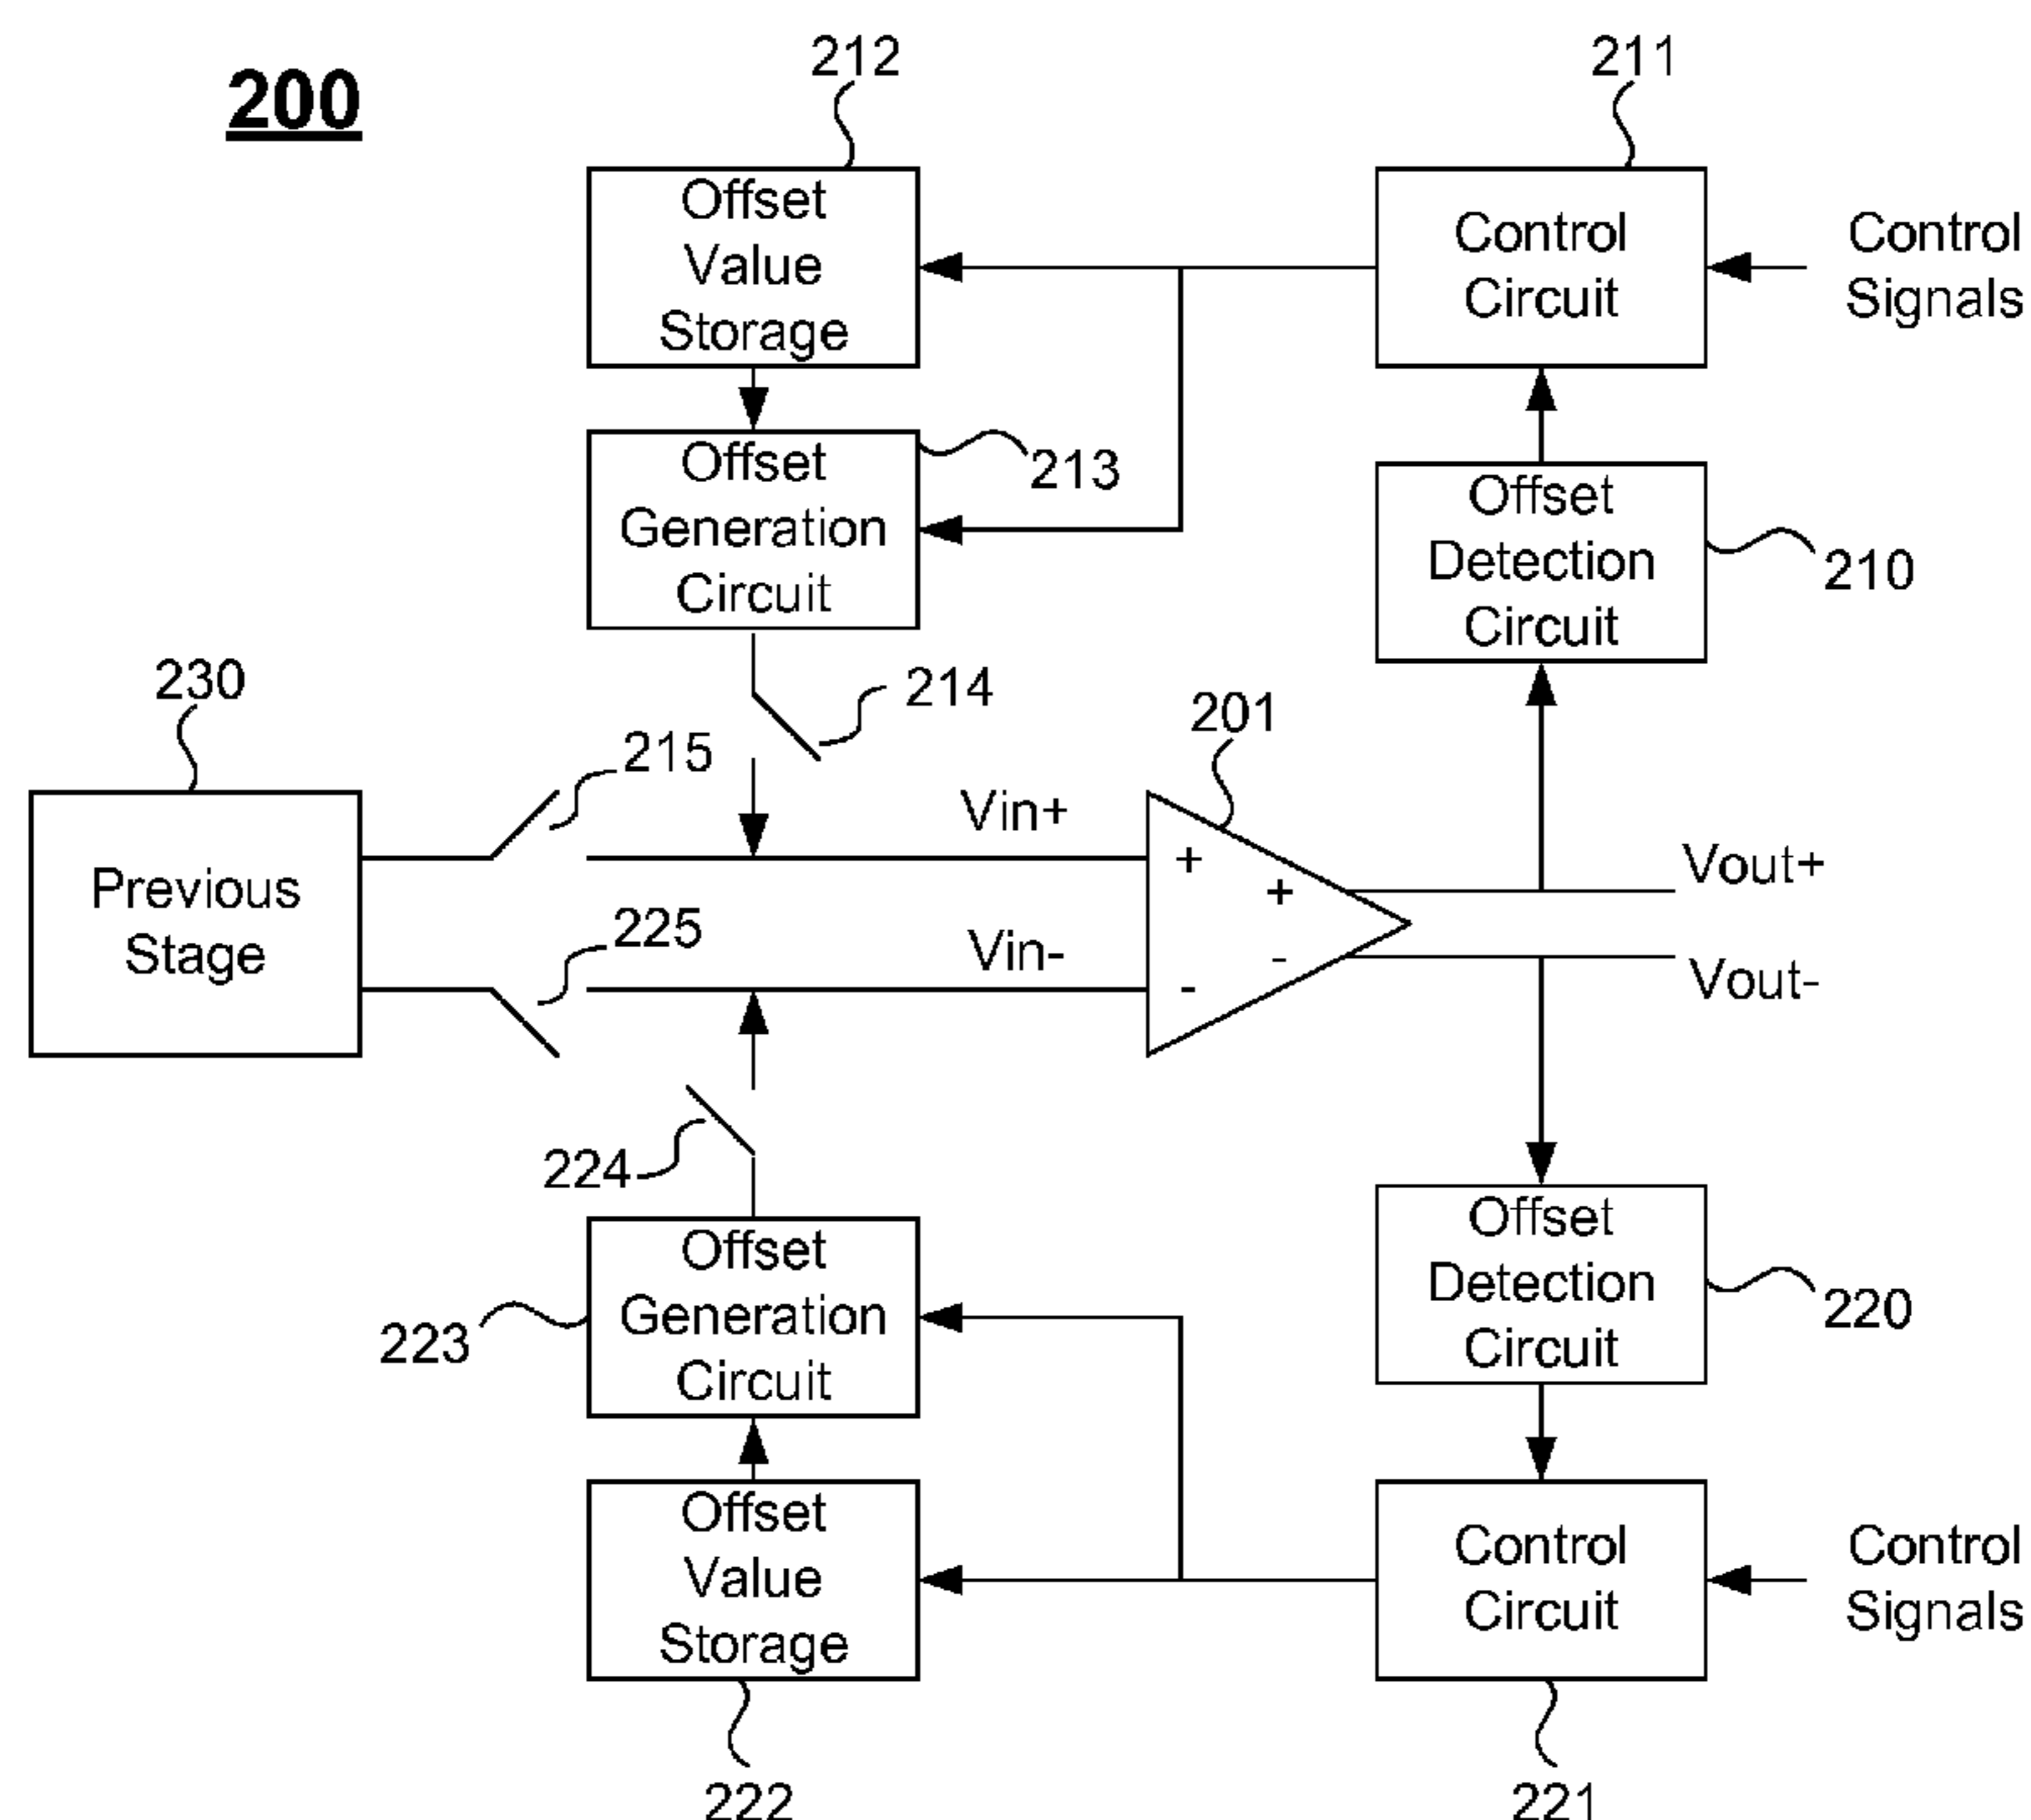 200
212
211
Offset
Value
Storage
Control
Circuit
Control
Signals
Offset
Generation
Circuit
213
Offset
Detection
Circuit
210
230
215
214
201
Previous
Stage
Vin+
+
+
Vout+
225
Vin-
-
-
Vout-
224
Offset
Generation
Circuit
223
Offset
Detection
Circuit
220
Offset
Value
Storage
Control
Circuit
Control
Signals
222
221